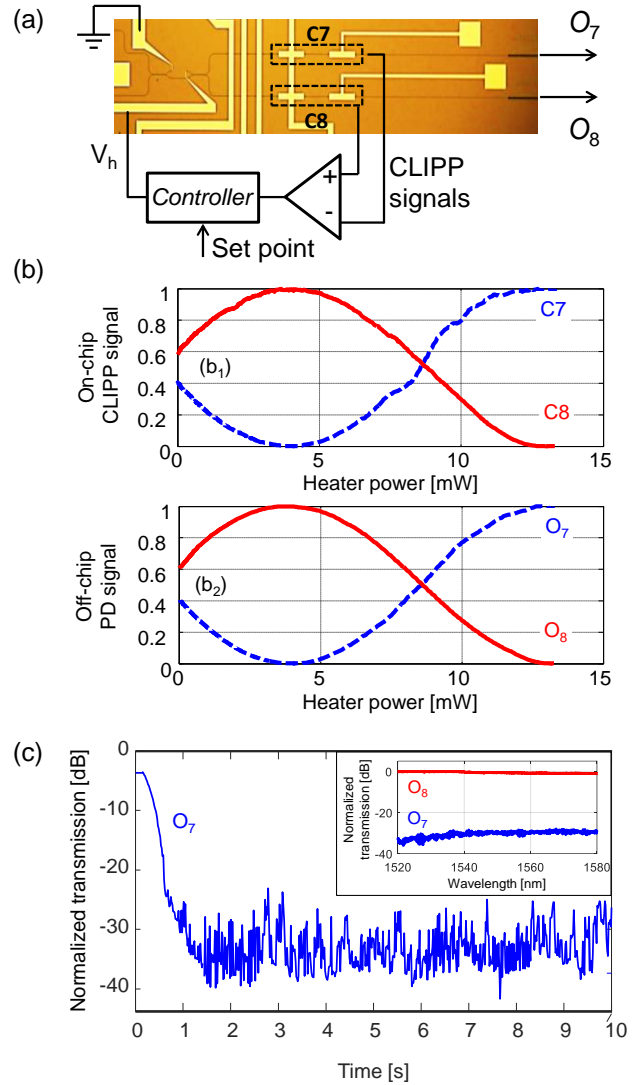 (a)
C7
O7
C8
O8
Vh
CLIPP
signals
+
-
Controller
Set point
(b)
On-chip
CLIPP signal
1
0.8
0.6
0.4
0.2
0
(b1)
C7
C8
0 5 10 15
Heater power [mW]
Off-chip
PD signal
1
0.8
0.6
0.4
0.2
0
(b2)
O7
O8
0 5 10 15
Heater power [mW]
(c)
Normalized transmission [dB]
0
-10
-20
-30
-40
O7
Normalized
transmission [dB]
0
-20
-40
O8
O7
1520 1540 1560 1580
Wavelength [nm]
0 1 2 3 4 5 6 7 8 9 10
Time [s]